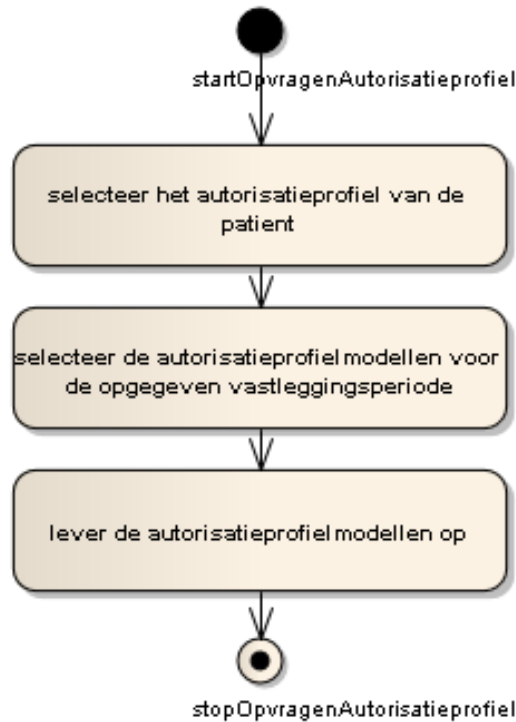 startOpvragenAutorisatieprofiel
selecteer het autorisatieprofiel van de
patient
selecteer de autorisatieprofielmodellen voor
de opgegeven vastleggingsperiode
lever de autorisatieprofielmodellen op
stopOpvragenAutorisatieprofiel